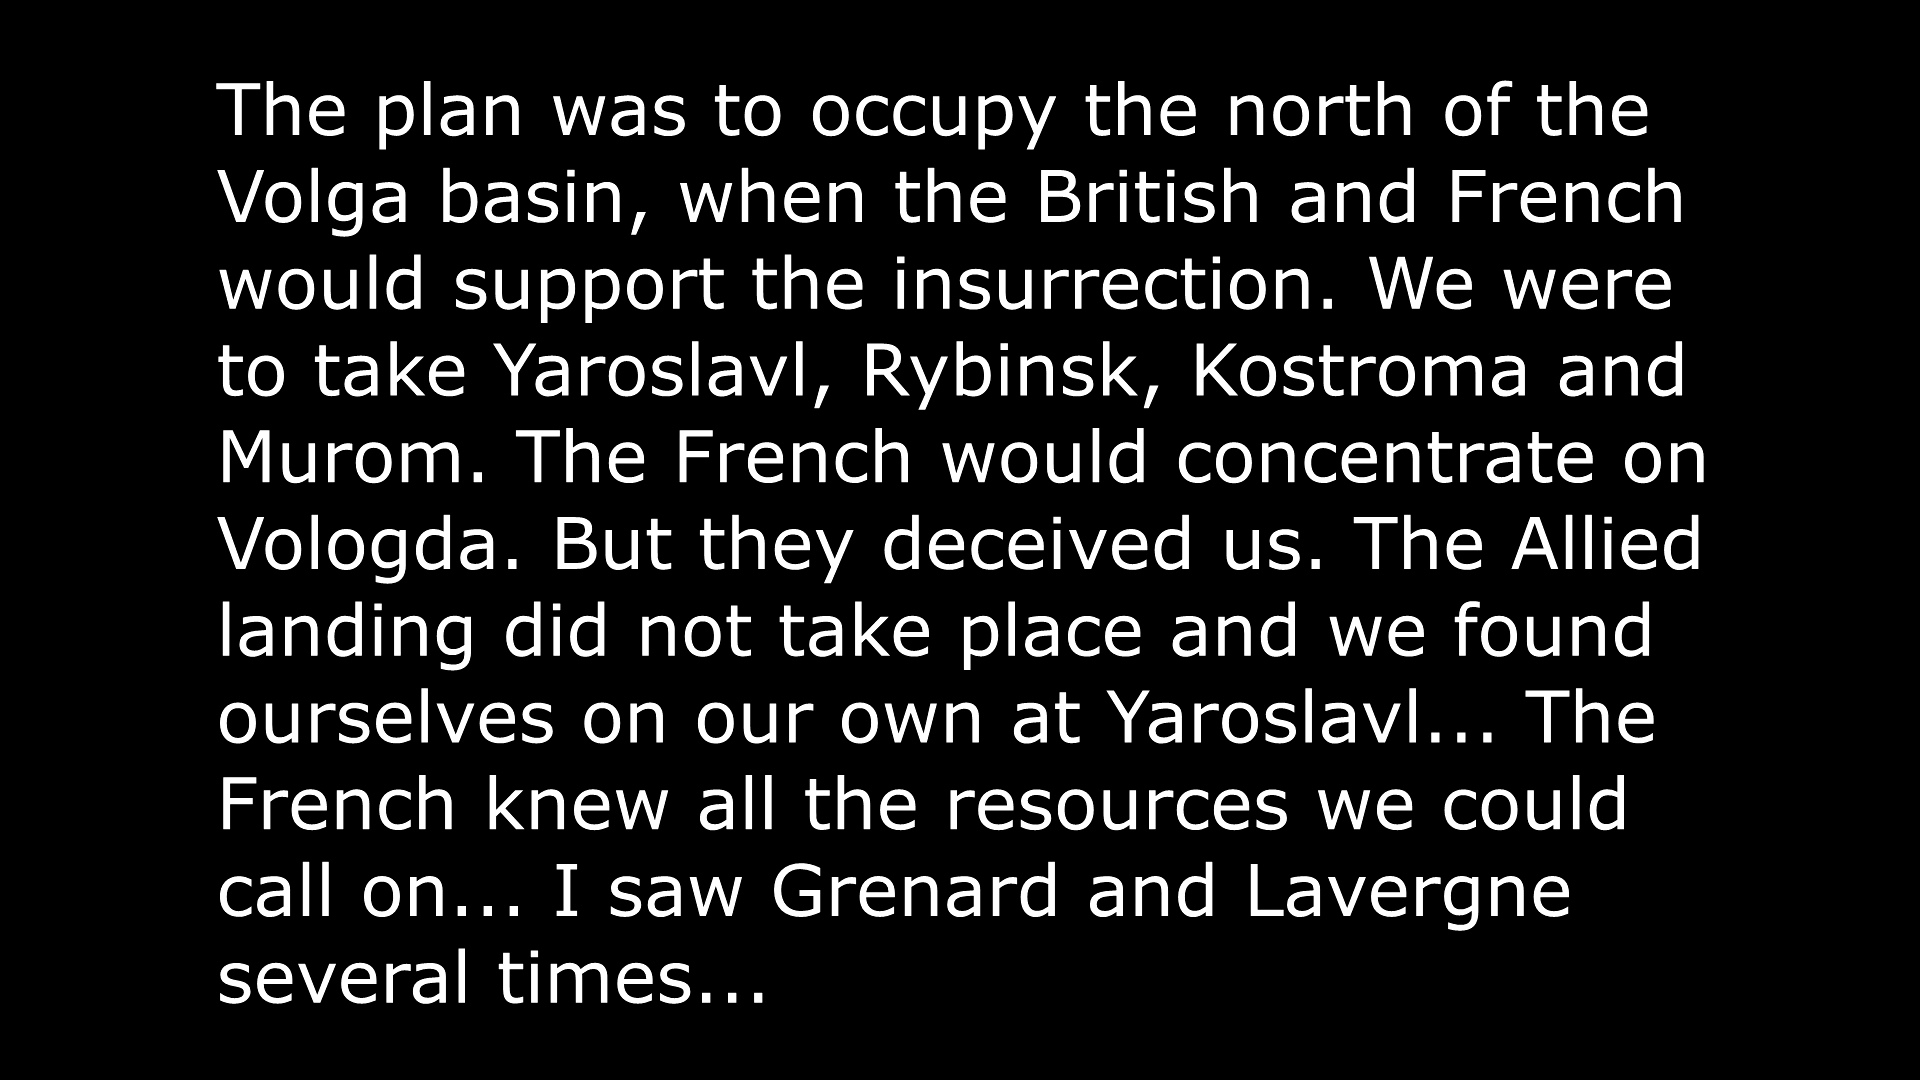 The plan was to occupy the north of the
Volga basin, when the British and French
would support the insurrection. We were
to take Yaroslavl, Rybinsk, Kostroma and
Murom. The French would concentrate on
Vologda. But they deceived us. The Allied
landing did not take place and we found
ourselves on our own at Yaroslavl... The
French knew all the resources we could
call on... I saw Grenard and Lavergne
several times...